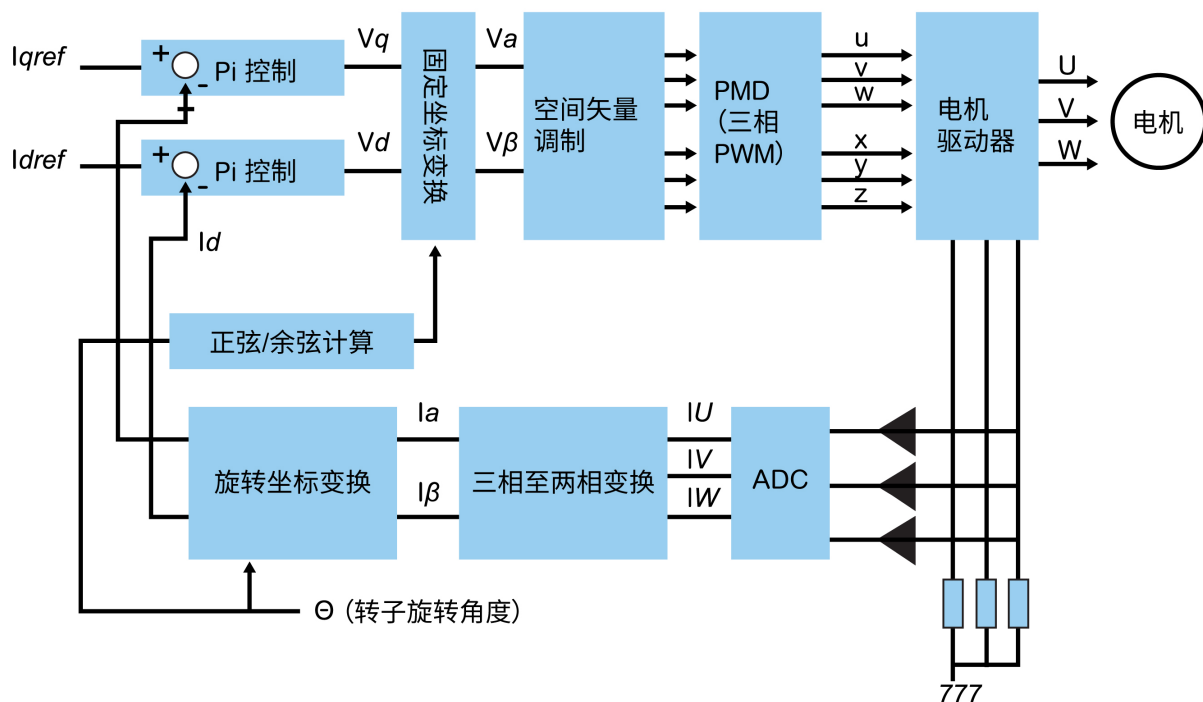 Iqref
+
-
Pi 控制
Vq
固定坐标变换
Va
空间矢量
调制
PMD
（三相
PWM）
u
v
w
x
y
z
电机
驱动器
U
V
W
电机
Idref
+
-
Pi 控制
Vd
Vβ
Id
正弦/余弦计算
旋转坐标变换
Ia
Iβ
三相至两相变换
IU
IV
IW
ADC
Θ（转子旋转角度）
777